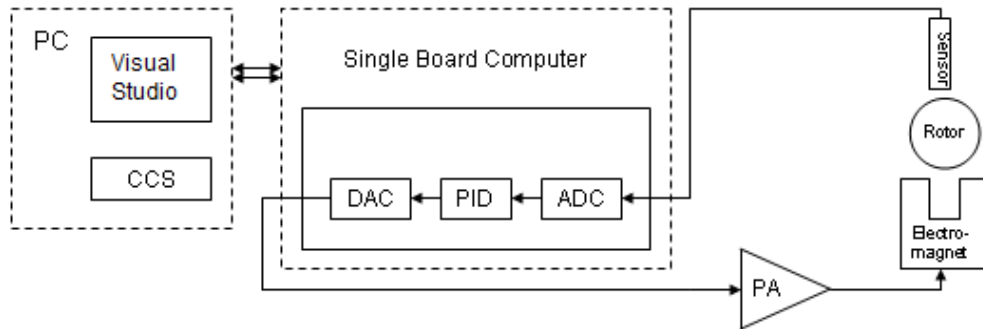 PC
Visual
Studio
CCS
Single Board Computer
DAC
PID
ADC
Sensor
Rotor
Electro-
magnet
PA